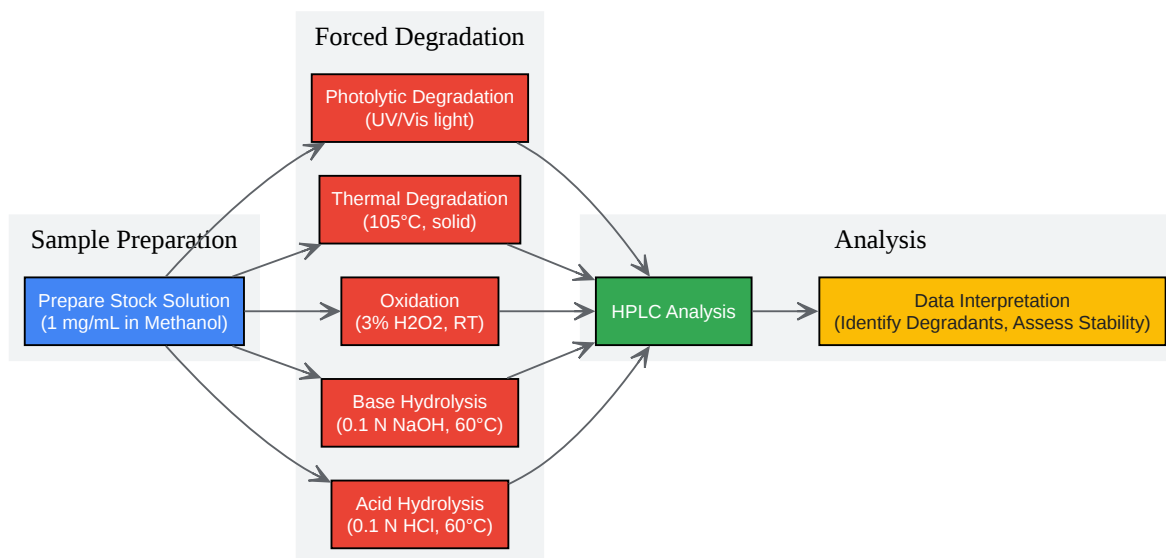 Forced Degradation
Photolytic Degradation
(UV/Vis light)
Thermal Degradation
(105°C, solid)
Sample Preparation
Analysis
Prepare Stock Solution
(1 mg/mL in Methanol)
Oxidation
(3% H2O2, RT)
HPLC Analysis
Data Interpretation
(Identify Degradants, Assess Stability)
Base Hydrolysis
(0.1 N NaOH, 60°C)
Acid Hydrolysis
(0.1 N HCl, 60°C)